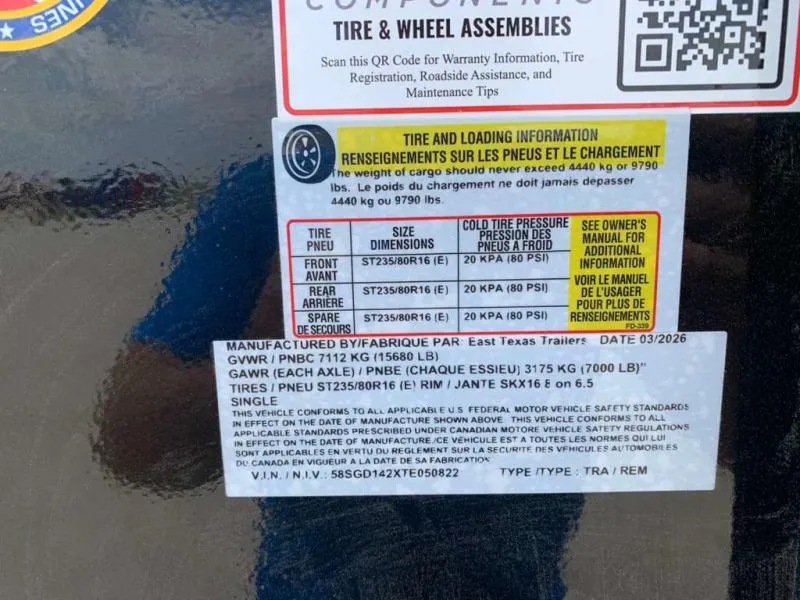 INES
COMPONENTS
TIRE & WHEEL ASSEMBLIES
Scan this QR Code for Warranty Information, Tire
Registration, Roadside Assistance, and
Maintenance Tips
TIRE AND LOADING INFORMATION
RENSEIGNEMENTS SUR LES PNEUS ET LE CHARGEMENT
The weight of cargo should never exceed 4440 kg or 9790
lbs. Le poids du chargement ne doit jamais depasser
4440 kg ou 9790 lbs.
TIRE
PNEU
SIZE
DIMENSIONS
COLD TIRE PRESSURE
PRESSION DES
PNEUS A FROID
FRONT
AVANT
ST235/80R16 (E)
20 KPA (80 PSI)
REAR
ARRIÈRE
ST235/80R16 (E)
20 KPA (80 PSI)
SPARE
DE SECOURS
ST235/80R16 (E)
20 KPA (80 PSI)
SEE OWNER'S
MANUAL FOR
ADDITIONAL
INFORMATION
VOIR LE MANUEL
DE L'USAGER
POUR PLUS DE
RENSEIGNEMENTS
FD-339
MANUFACTURED BY/FABRIQUE PAR: East Texas Trailers DATE 03/2026
GVWR / PNBC 7112 KG (15680 LB)
GAWR (EACH AXLE) / PNBE (CHAQUE ESSIEU) 3175 KG (7000 LB)"
TIRES / PNEU ST235/80R16 (E) RIM / JANTE SKX16 8 on 6.5
SINGLE
THIS VEHICLE CONFORMS TO ALL APPLICABLE U.S. FEDERAL MOTOR VEHICLE SAFETY STANDARDS
IN EFFECT ON THE DATE OF MANUFACTURE SHOWN ABOVE. THIS VEHICLE CONFORMS TO ALL
APPLICABLE STANDARDS PRESCRIBED UNDER CANADIAN MOTORE VEHICLE SAFETY REGULATIONS
IN EFFECT ON THE DATE OF MANUFACTURE./CE VÉHICULE EST A TOUTES LES NORMES QUI LUI
SONT APPLICABLES EN VERTU DU REGLEMENT SUR LA SECURITE DES VEHICULES AUTOMOBILES
DU CANADA EN VIGUEUR A LA DATE DE SA FABRICATION.
V.I.N. / N.I.V.: 58SGD142XTE050822 TYPE /TYPE : TRA / REM